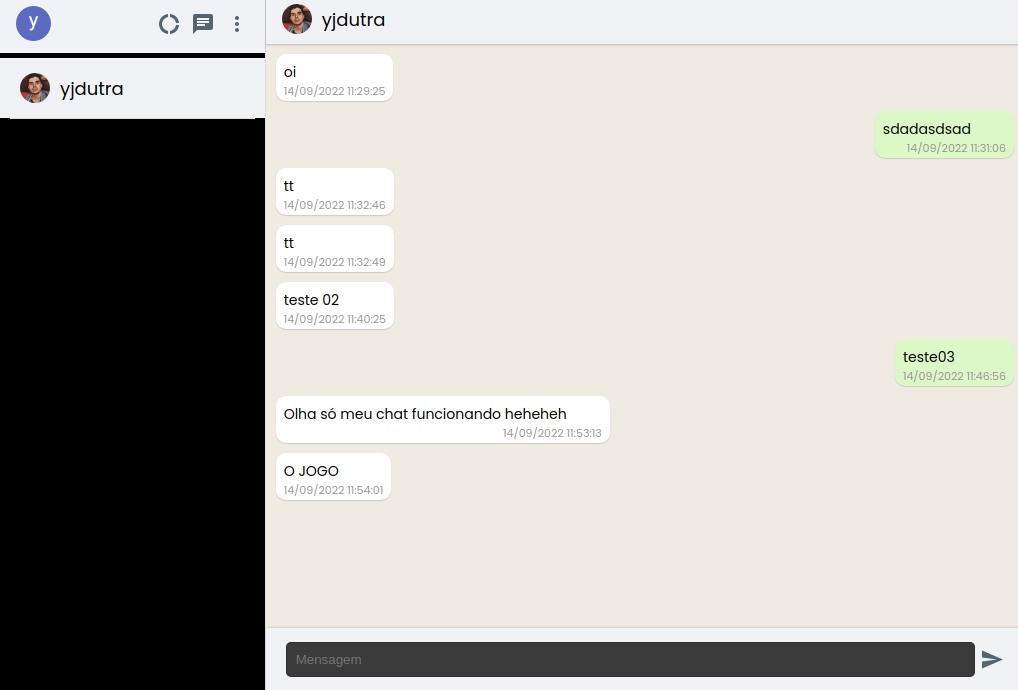 y
yjdutra
yjdutra
oi
14/09/2022 11:29:25
sdadasdsad
14/09/2022 11:31:06
tt
14/09/2022 11:32:46
tt
14/09/2022 11:32:49
teste 02
14/09/2022 11:40:25
teste03
14/09/2022 11:46:56
Olha só meu chat funcionando heheheh
14/09/2022 11:53:13
O JOGO
14/09/2022 11:54:01
Mensagem